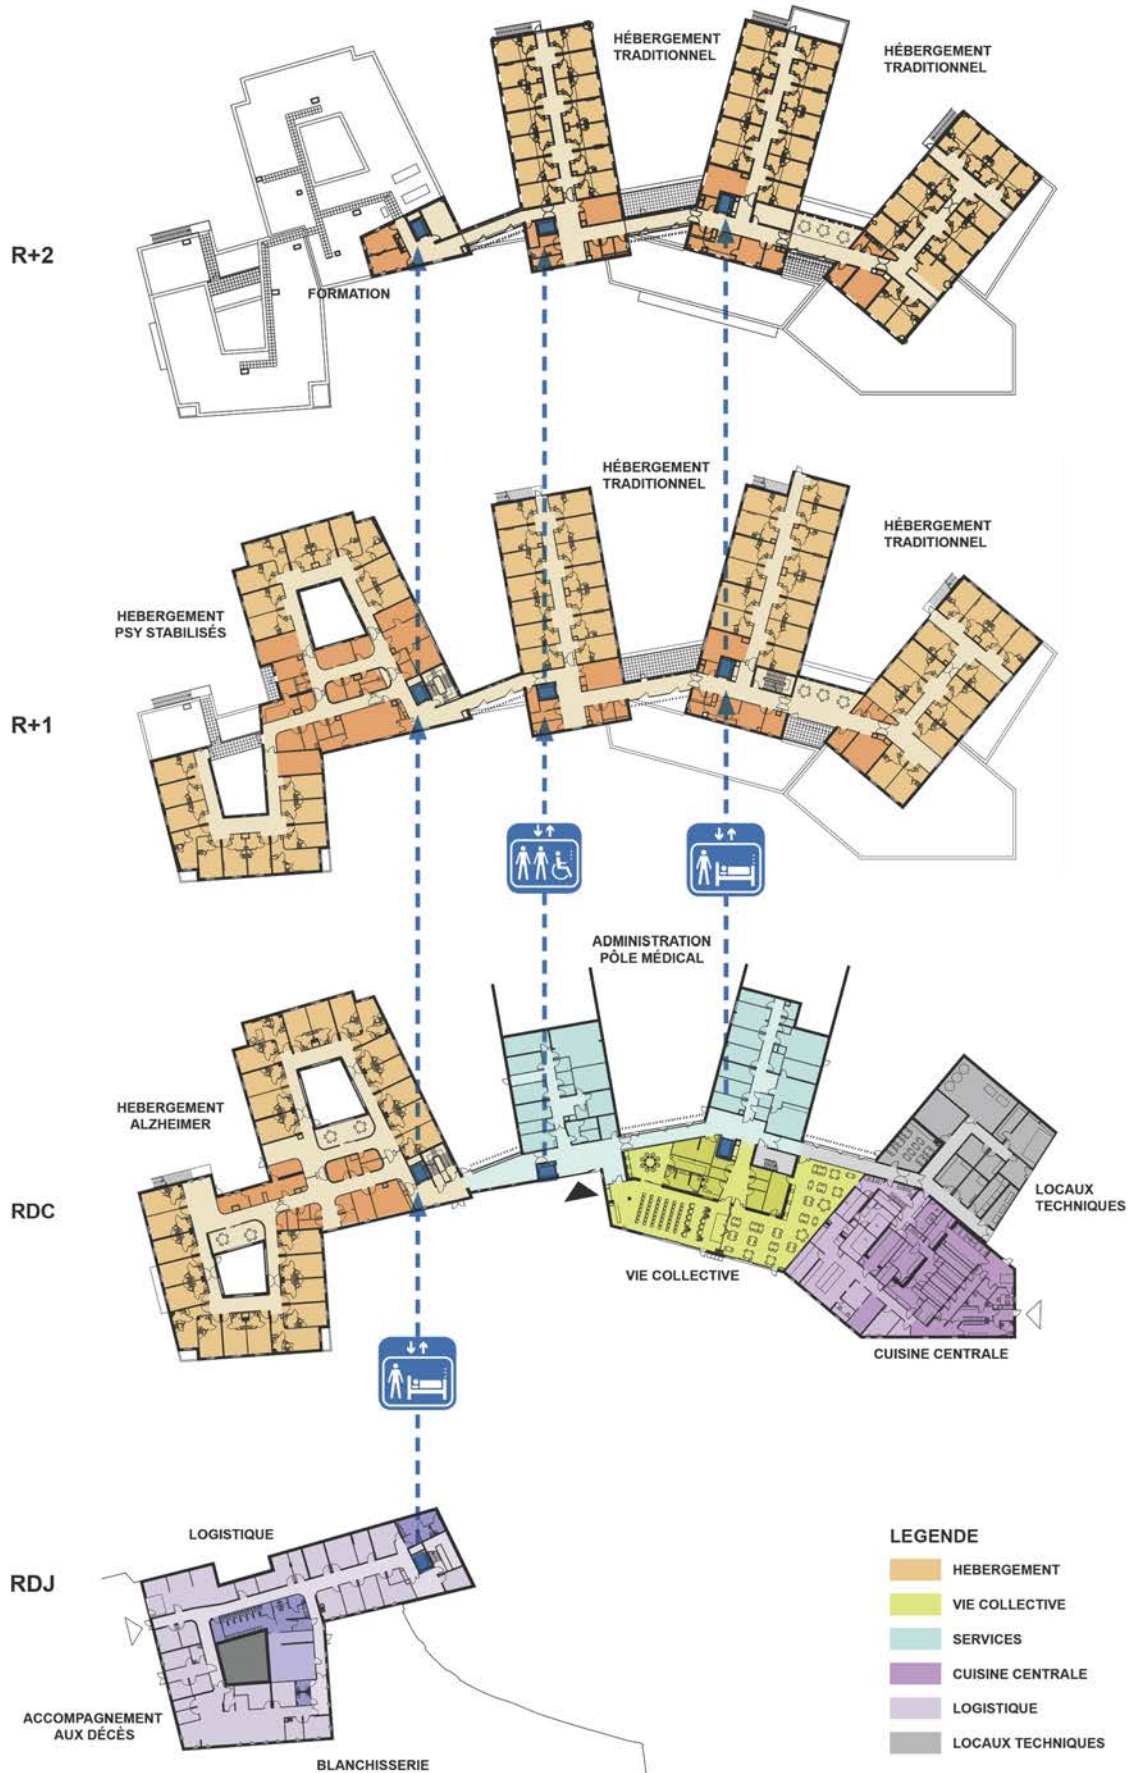 HÉBERGEMENT
TRADITIONNEL
HÉBERGEMENT
TRADITIONNEL
R+2
FORMATION
HÉBERGEMENT
TRADITIONNEL
HÉBERGEMENT
TRADITIONNEL
HEBERGEMENT
PSY STABILISÉS
R+1
ADMINISTRATION
PÔLE MÉDICAL
HEBERGEMENT
ALZHEIMER
RDC
LOCAUX
TECHNIQUES
VIE COLLECTIVE
CUISINE CENTRALE
LOGISTIQUE
RDJ
ACCOMPAGNEMENT
AUX DÉCÈS
BLANCHISSERIE
LEGENDE
HEBERGEMENT
VIE COLLECTIVE
SERVICES
CUISINE CENTRALE
LOGISTIQUE
LOCAUX TECHNIQUES